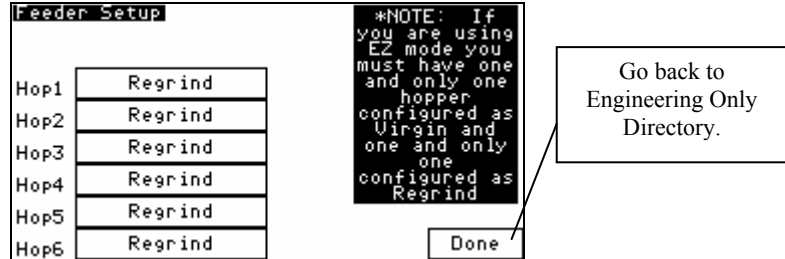 Feeder Setup
Hop1 Regrind
Hop2 Regrind
Hop3 Regrind
Hop4 Regrind
Hop5 Regrind
Hop6 Regrind
*NOTE: If
you are using
EZ mode you
must have one
and only one
hopper
configured as
Virgin and
one and only
one
configured as
Regrind
Done
Go back to
Engineering Only
Directory.